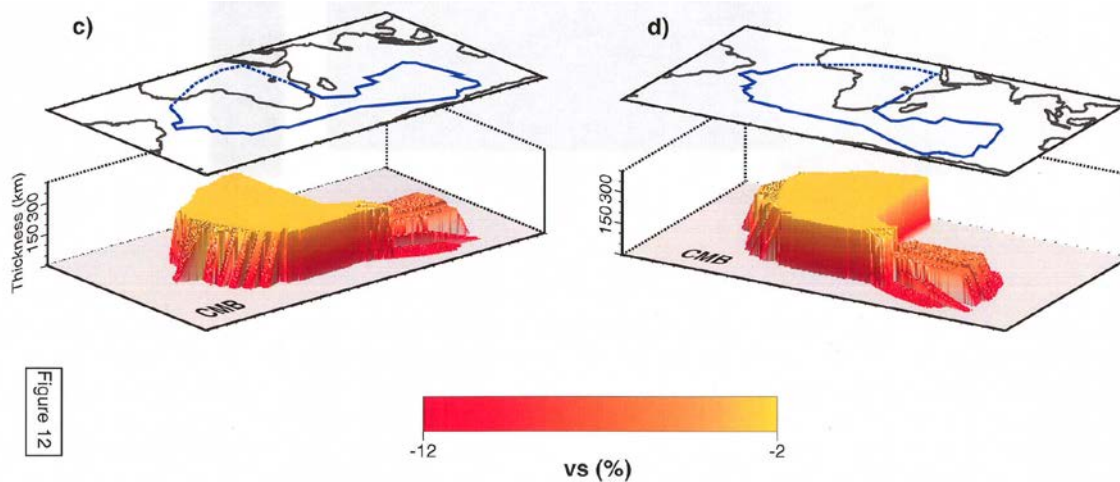 c)
d)
Thickness (km)
150300
CMB
150300
CMB
Figure 12
-12
-2
vs (%)